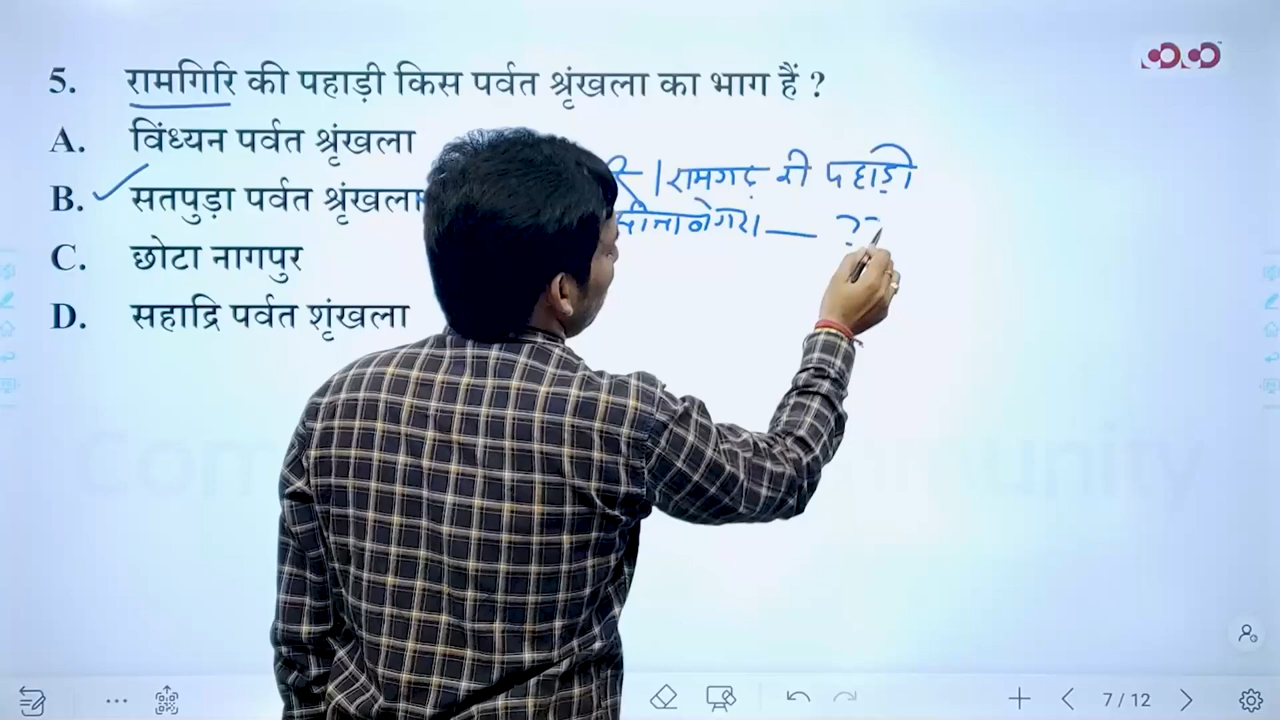 5. रामगिरि की पहाड़ी किस पर्वत श्रृंखला का भाग हैं ?
A. विंध्यन पर्वत श्रृंखला
B. सतपुड़ा पर्वत श्रृंखला
C. छोटा नागपुर
D. सहाद्रि पर्वत शृंखला
रामगढ़ की पहाड़ी
?
7/12